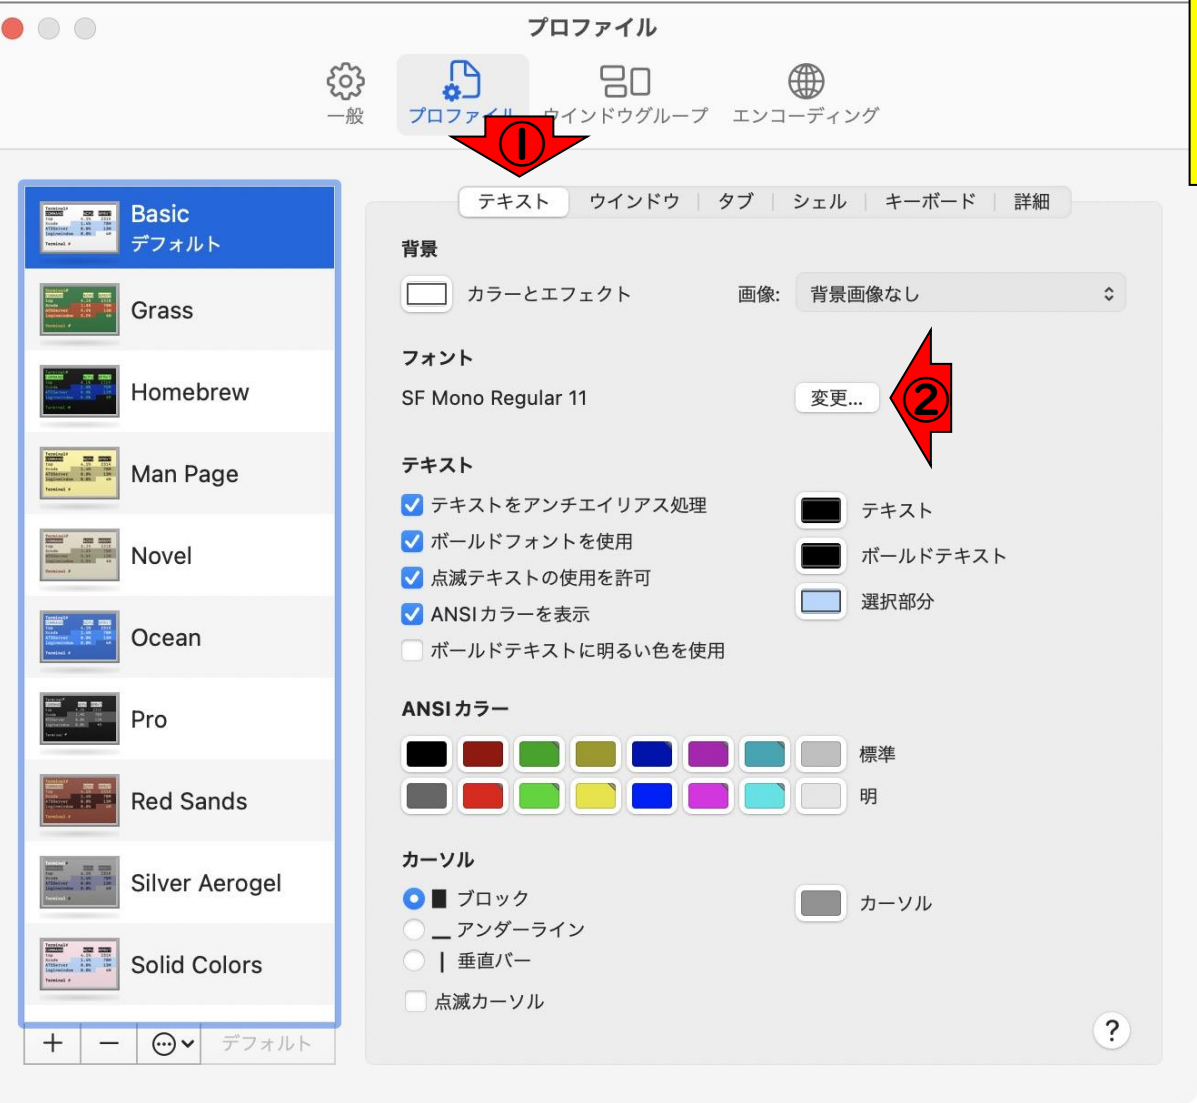 プロファイル
一般
プロファイル
ウインドウグループ
エンコーディング
①
Basic
デフォルト
Grass
Homebrew
Man Page
Novel
Ocean
Pro
Red Sands
Silver Aerogel
Solid Colors
デフォルト
テキスト ウインドウ タブ シェル キーボード 詳細
背景
カラーとエフェクト 画像: 背景画像なし
フォント
SF Mono Regular 11 変更... ②
テキスト
テキストをアンチエイリアス処理
ボールドフォントを使用
点滅テキストの使用を許可
ANSIカラーを表示
ボールドテキストに明るい色を使用
テキスト
ボールドテキスト
選択部分
ANSIカラー
標準
明
カーソル
ブロック
アンダーライン
垂直バー
点滅カーソル
カーソル
?